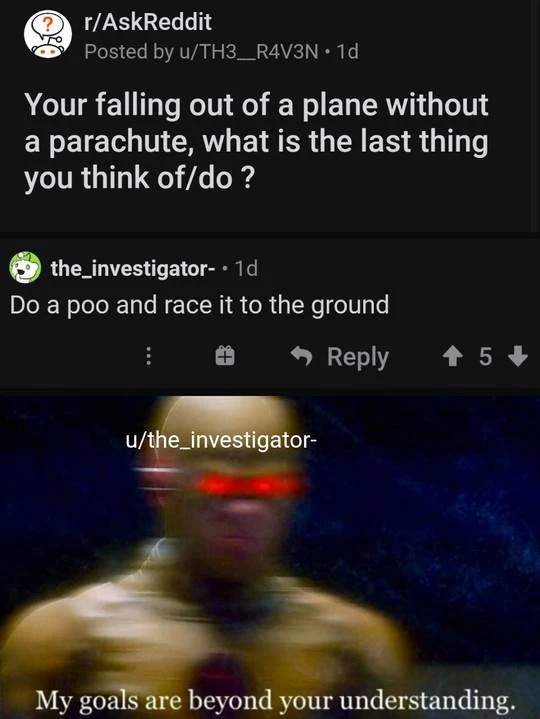 r/AskReddit
Posted by u/TH3__R4V3N • 1d
Your falling out of a plane without
a parachute, what is the last thing
you think of/do ?
the_investigator- • 1d
Do a poo and race it to the ground
Reply 5
u/the_investigator-
My goals are beyond your understanding.